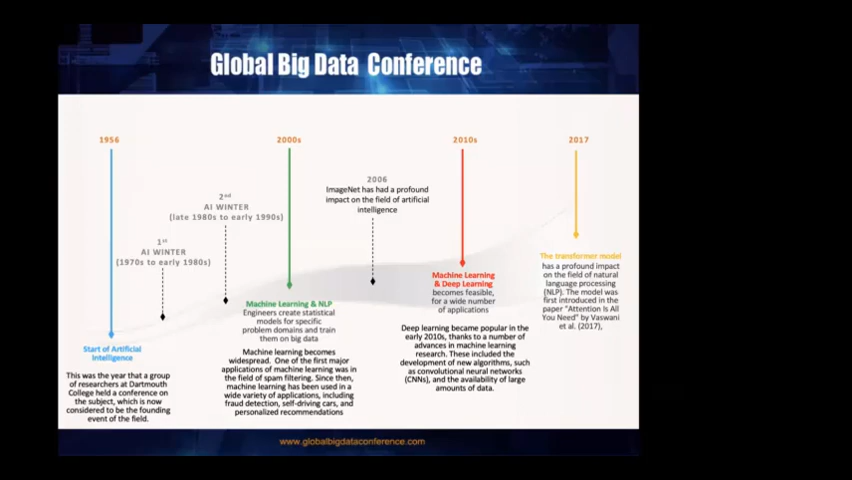 Global Big Data Conference
1956
2000s
2010s
2017
2006
ImageNet has had a profound
impact on the field of artificial
intelligence
2nd
AI WINTER
(late 1980s to early 1990s)
1st
AI WINTER
(1970s to early 1980s)
The transformer model
has a profound impact
on the field of natural
language processing
(NLP). The model was
first introduced in the
paper "Attention Is All
You Need" by Vaswani
et al. (2017),
Machine Learning
& Deep Learning
becomes feasible,
for a wide number
of applications
Machine Learning & NLP
Engineers create statistical
models for specific
problem domains and train
them on big data
Deep learning became popular in the
early 2010s, thanks to a number of
advances in machine learning
research. These included the
development of new algorithms, such
as convolutional neural networks
(CNNs), and the availability of large
amounts of data.
Start of Artificial
Intelligence
Machine learning becomes
widespread. One of the first major
applications of machine learning was in
the field of spam filtering. Since then,
machine learning has been used in a
wide variety of applications, including
fraud detection, self-driving cars, and
personalized recommendations
This was the year that a group
of researchers at Dartmouth
College held a conference on
the subject, which is now
considered to be the founding
event of the field.
www.globalbigdataconference.com